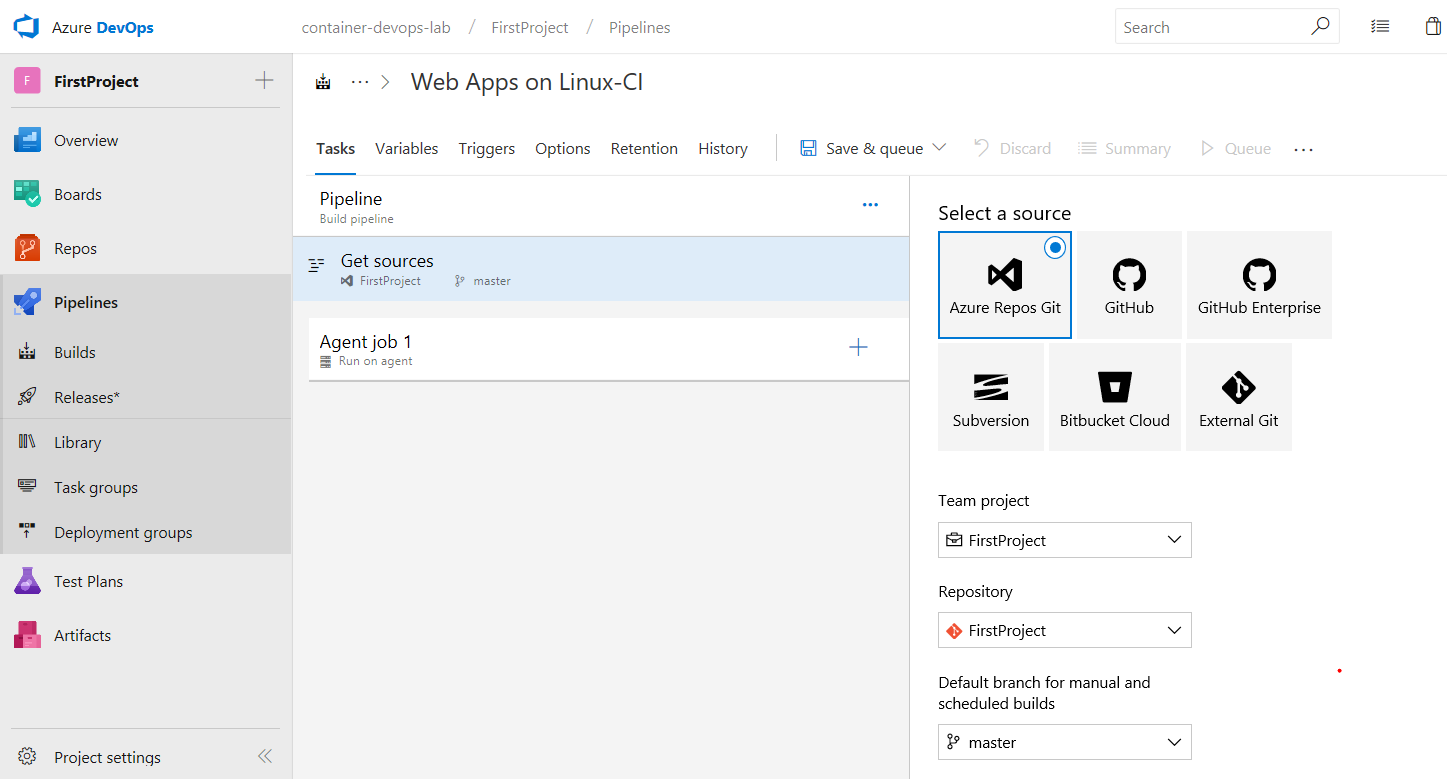 Azure DevOps
container-devops-lab / FirstProject / Pipelines
Search
F
FirstProject
Overview
Boards
Repos
Pipelines
Builds
Releases*
Library
Task groups
Deployment groups
Test Plans
Artifacts
Project settings
··· > Web Apps on Linux-CI
Tasks Variables Triggers Options Retention History Save & queue Discard Summary Queue ···
Pipeline
Build pipeline
Get sources
FirstProject master
Agent job 1
Run on agent
Select a source
Azure Repos Git
GitHub
GitHub Enterprise
Subversion
Bitbucket Cloud
External Git
Team project
FirstProject
Repository
FirstProject
Default branch for manual and
scheduled builds
master